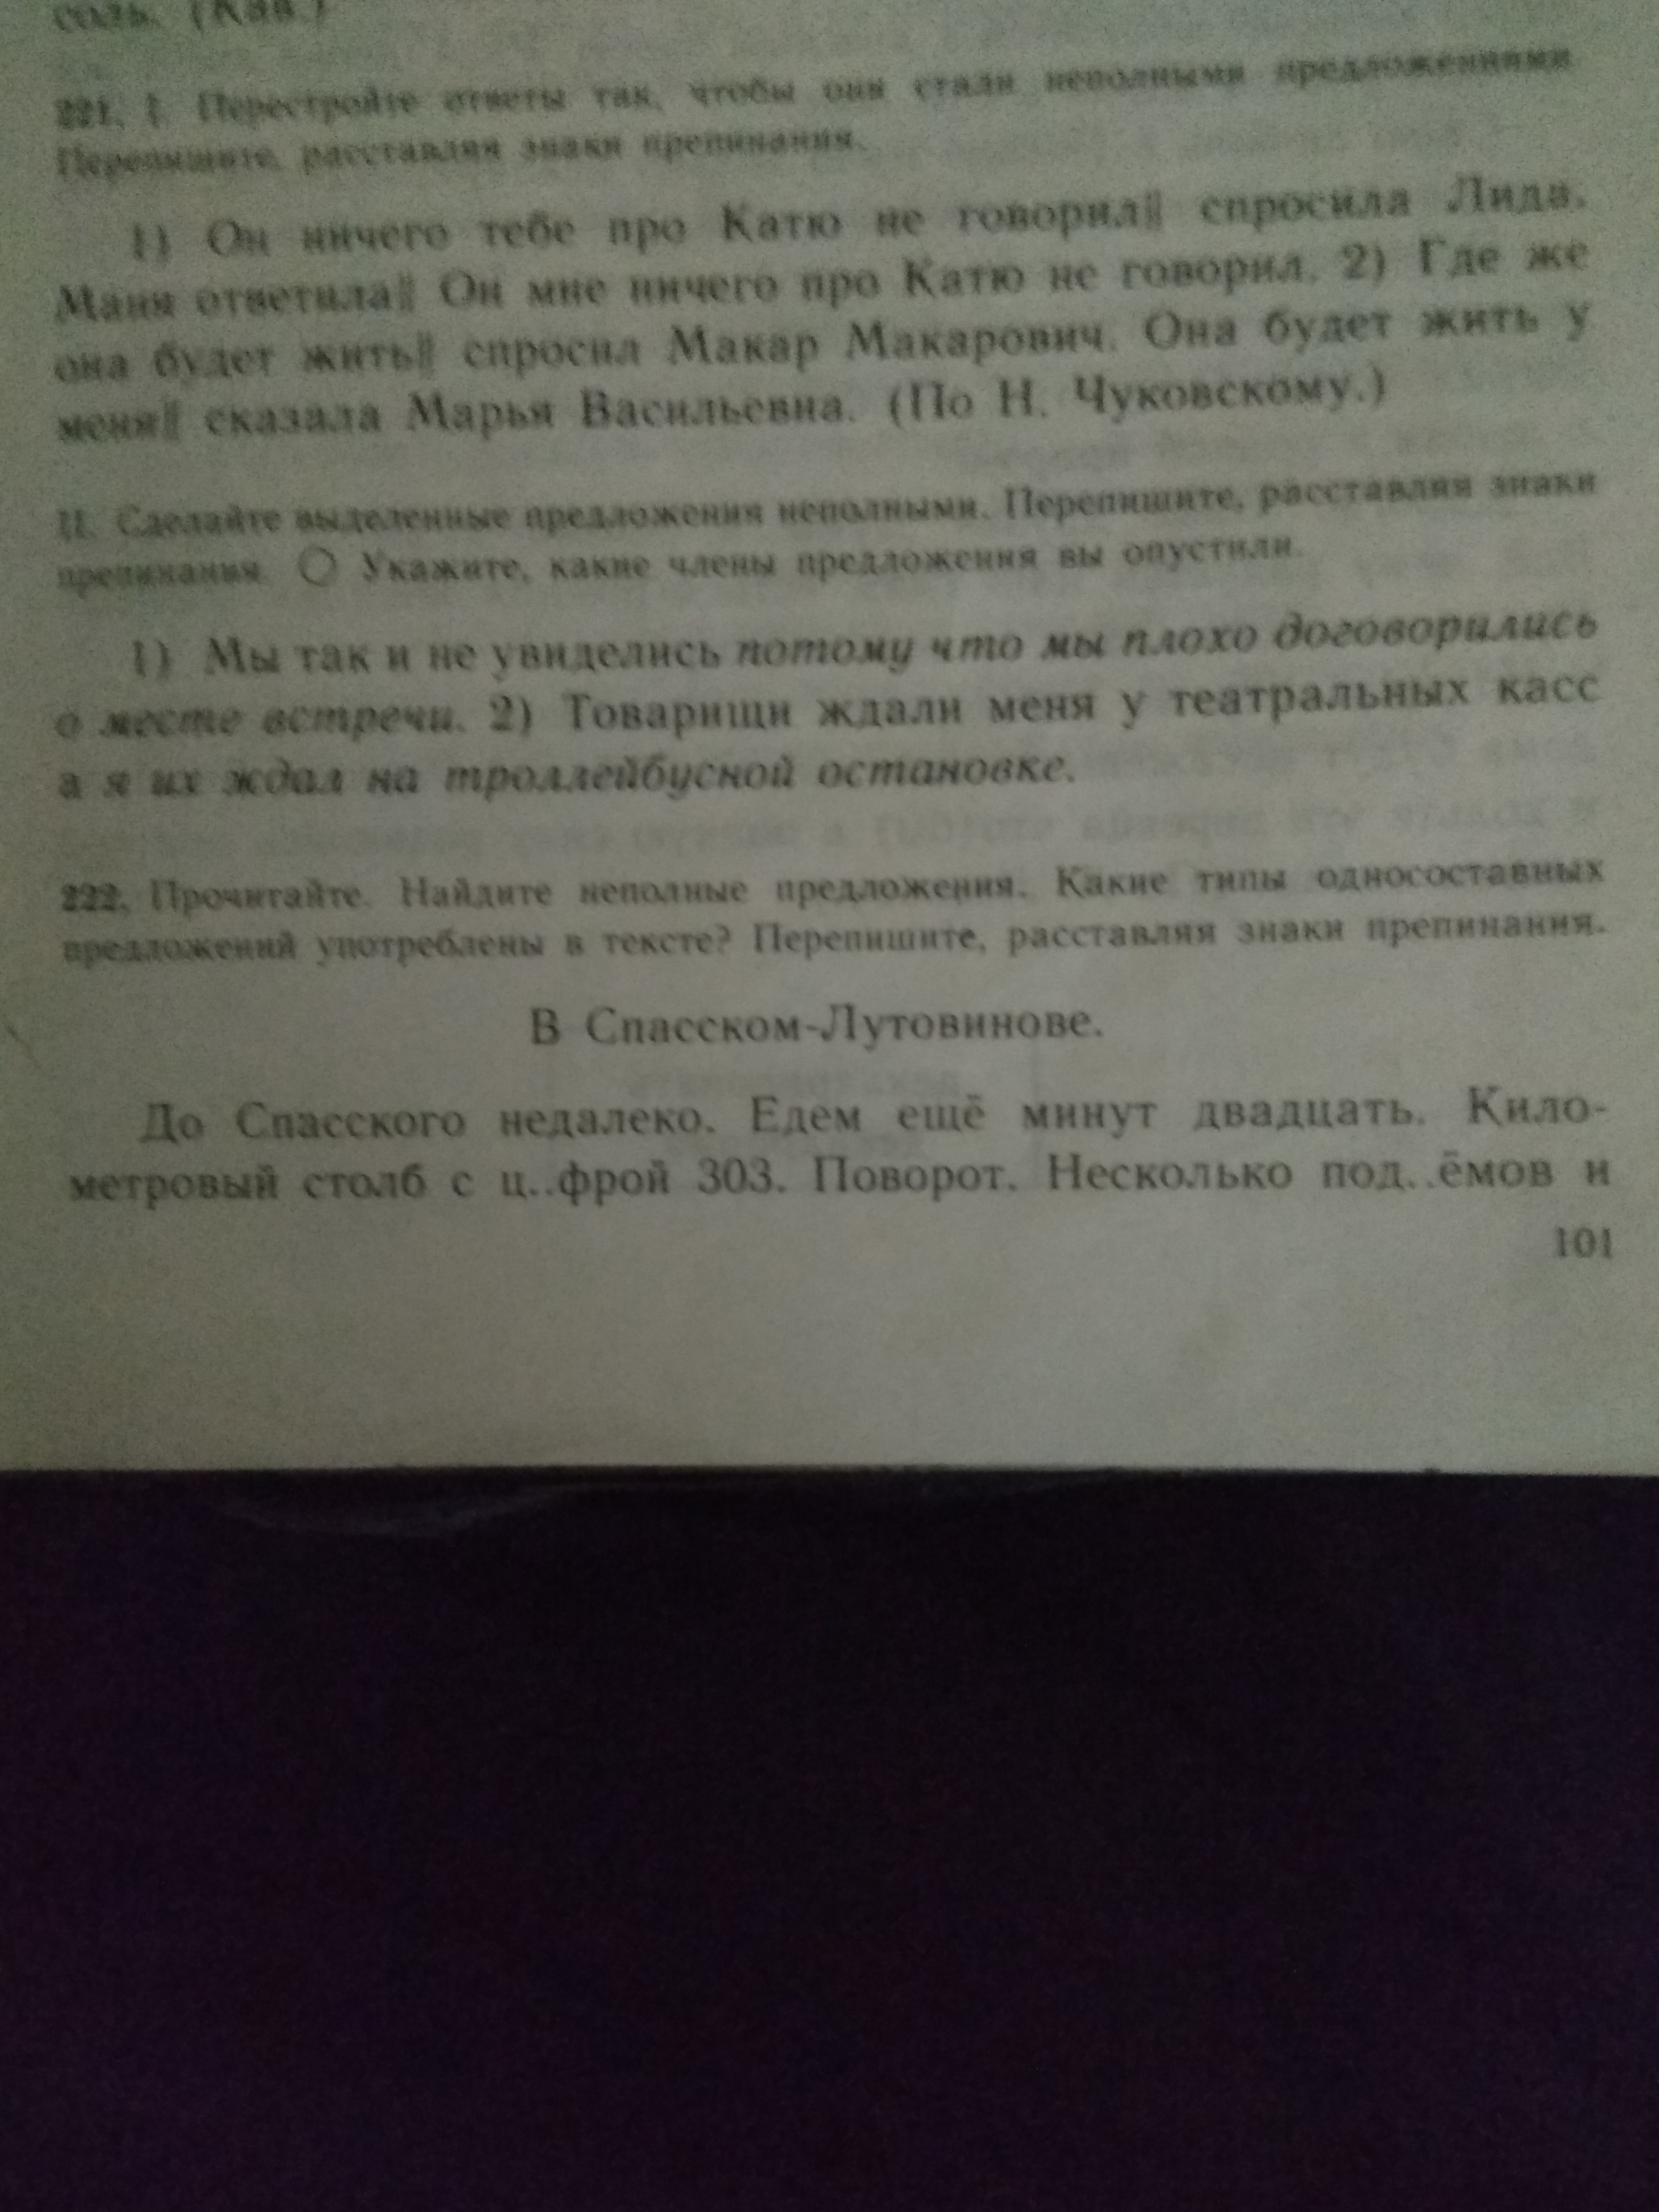 соль. (Кав.)
221. I. Перестройте ответы так, чтобы они стали неполными предложениями.
Перепишите, расставляя знаки препинания.
1) Он ничего тебе про Катю не говорил|| спросила Лида.
Маня ответила|| Он мне ничего про Катю не говорил. 2) Где же
она будет жить|| спросил Макар Макарович. Она будет жить у
меня|| сказала Марья Васильевна. (По Н. Чуковскому.)
II. Сделайте выделенные предложения неполными. Перепишите, расставляя знаки
препинания. ○ Укажите, какие члены предложения вы опустили.
1) Мы так и не увиделись потому что мы плохо договорились
о месте встречи. 2) Товарищи ждали меня у театральных касс
а я их ждал на троллейбусной остановке.
222. Прочитайте. Найдите неполные предложения. Какие типы односоставных
предложений употреблены в тексте? Перепишите, расставляя знаки препинания.
В Спасском-Лутовинове.
До Спасского недалеко. Едем ещё минут двадцать. Кило-
метровый столб с ц..фрой 303. Поворот. Несколько под..ёмов и
101